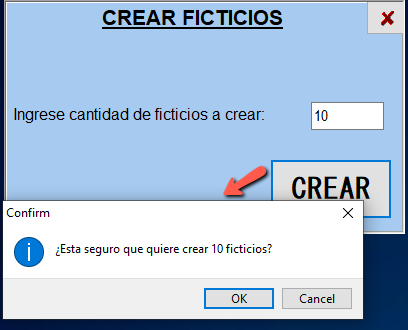 CREAR FICTICIOS
Ingrese cantidad de ficticios a crear:
10
CREAR
Confirm
¿Esta seguro que quiere crear 10 ficticios?
OK
Cancel